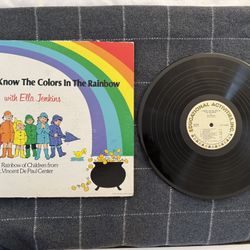 Know The Colors In The Rainbow
with Ella Jenkins
Rainbow of Children from
Vincent De Paul Center
EDUCATIONAL ACTIVITIES, INC.